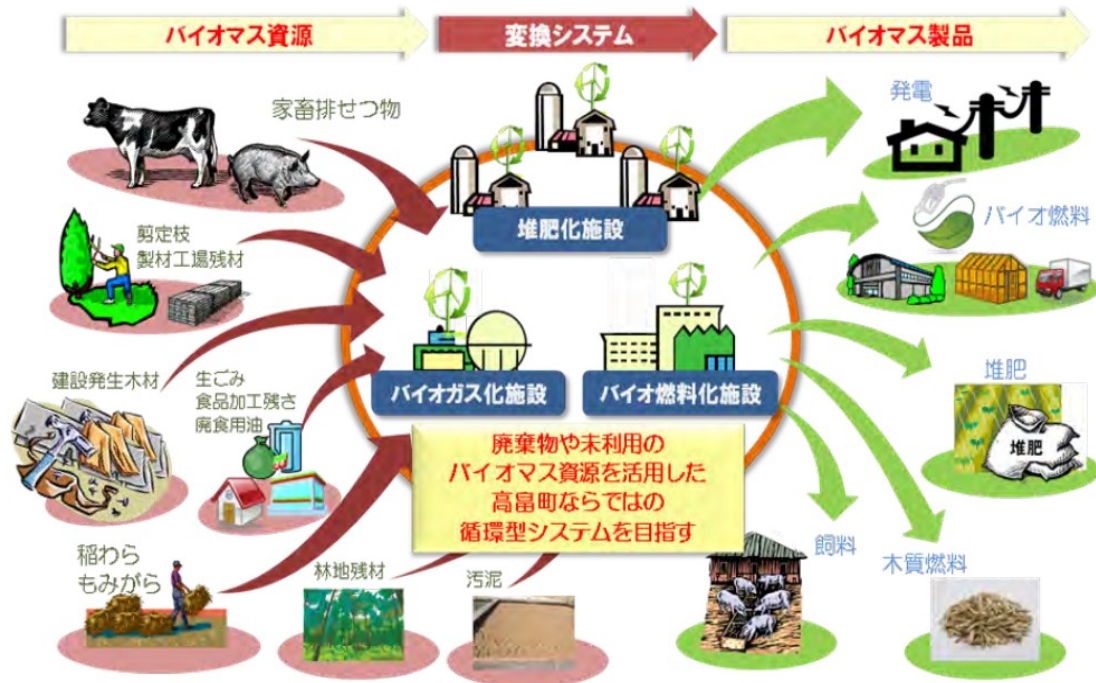 バイオマス資源
変換システム
バイオマス製品
家畜排せつ物
剪定枝
製材工場残材
建設発生木材
生ごみ
食品加工残さ
廃食用油
稲わら
もみがら
林地残材
汚泥
堆肥化施設
バイオガス化施設
バイオ燃料化施設
廃棄物や未利用の
バイオマス資源を活用した
高畠町ならではの
循環型システムを目指す
発電
バイオ燃料
堆肥
堆肥
飼料
木質燃料